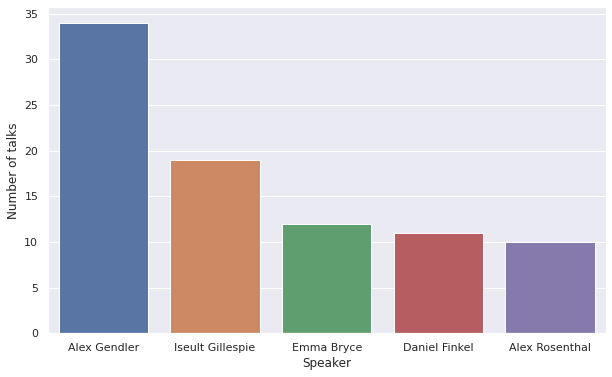 35
30
25
20
15
10
5
0
Number of talks
Alex Gendler Iseult Gillespie Emma Bryce Daniel Finkel Alex Rosenthal
Speaker